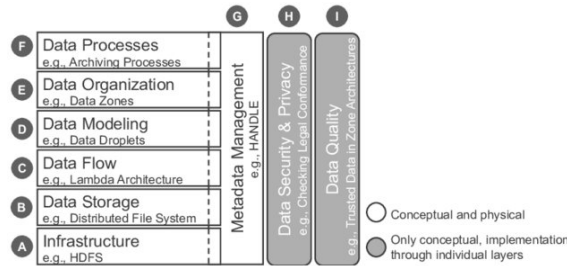 G
H
I
F
Data Processes
e.g., Archiving Processes
E
Data Organization
e.g., Data Zones
D
Data Modeling
e.g., Data Droplets
C
Data Flow
e.g., Lambda Architecture
B
Data Storage
e.g., Distributed File System
A
Infrastructure
e.g., HDFS
Metadata Management
e.g., HANDLE
Data Security & Privacy
e.g., Checking Legal Conformance
Data Quality
e.g., Trusted Data in Zone Architectures
Conceptual and physical
Only conceptual, implementation
through individual layers